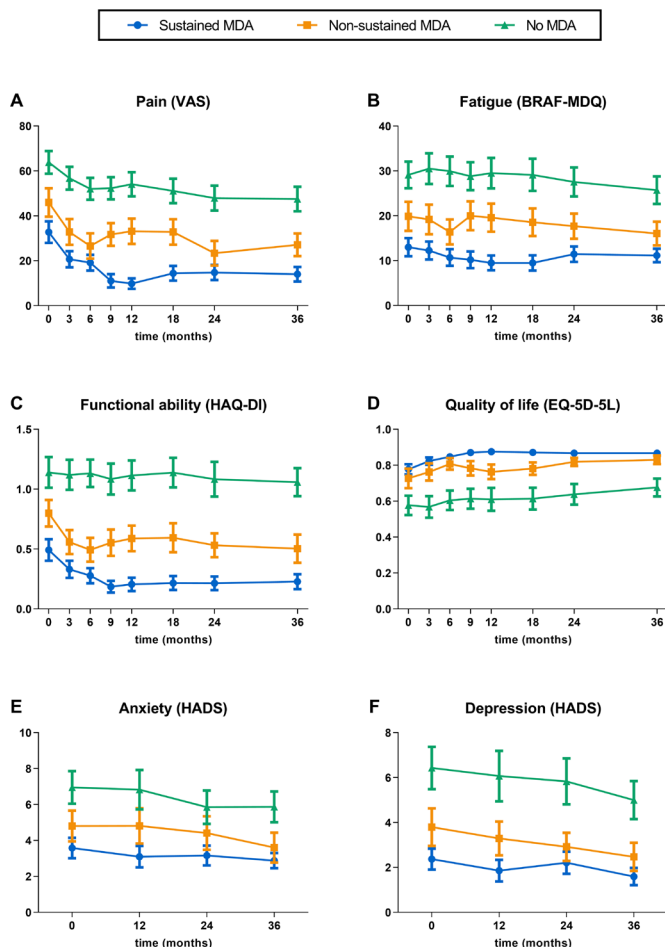 Sustained MDA Non-sustained MDA No MDA
A Pain (VAS)
80
60
40
20
0
0 3 6 9 12 18 24 36
time (months)
B Fatigue (BRAF-MDQ)
40
30
20
10
0
0 3 6 9 12 18 24 36
time (months)
C Functional ability (HAQ-DI)
1.5
1.0
0.5
0.0
0 3 6 9 12 18 24 36
time (months)
D Quality of life (EQ-5D-5L)
1.0
0.8
0.6
0.4
0.2
0.0
0 3 6 9 12 18 24 36
time (months)
E Anxiety (HADS)
10
8
6
4
2
0
0 12 24 36
time (months)
F Depression (HADS)
8
6
4
2
0
0 12 24 36
time (months)